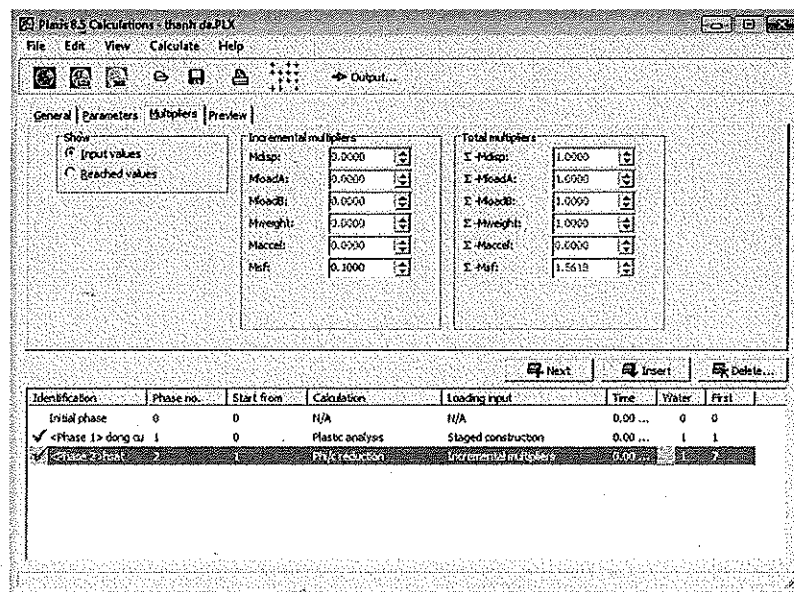 Plaxis 8.5 Calculations - thanh da.PLX
File Edit View Calculate Help
Output...
General Parameters Multipliers Preview
Show
Input values
Reached values
Incremental multipliers
Mdisp: 0.0000
MloadA: 0.0000
MloadB: 0.0000
Mweight: 0.0000
Maccel: 0.0000
Msf: 0.1000
Total multipliers
Σ -Mdisp: 1.0000
Σ -MloadA: 1.0000
Σ -MloadB: 1.0000
Σ -Mweight: 1.0000
Σ -Maccel: 0.0000
Σ -Msf:
Next Insert Delete...
Identification Phase no. Start from Calculation Loading input Time Water First
Initial phase 0 0 N/A N/A 0.00 ... 0 0
<Phase 1> dong cu 1 0 Plastic analysis Staged construction 0.00 ... 1 1
<Phase 2> 2 1 Phi/c reduction Incremental multipliers 0.00 ... 1 2